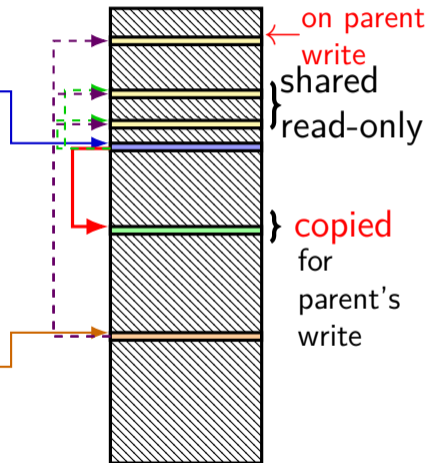 on parent
write
shared
read-only
copied
for
parent's
write